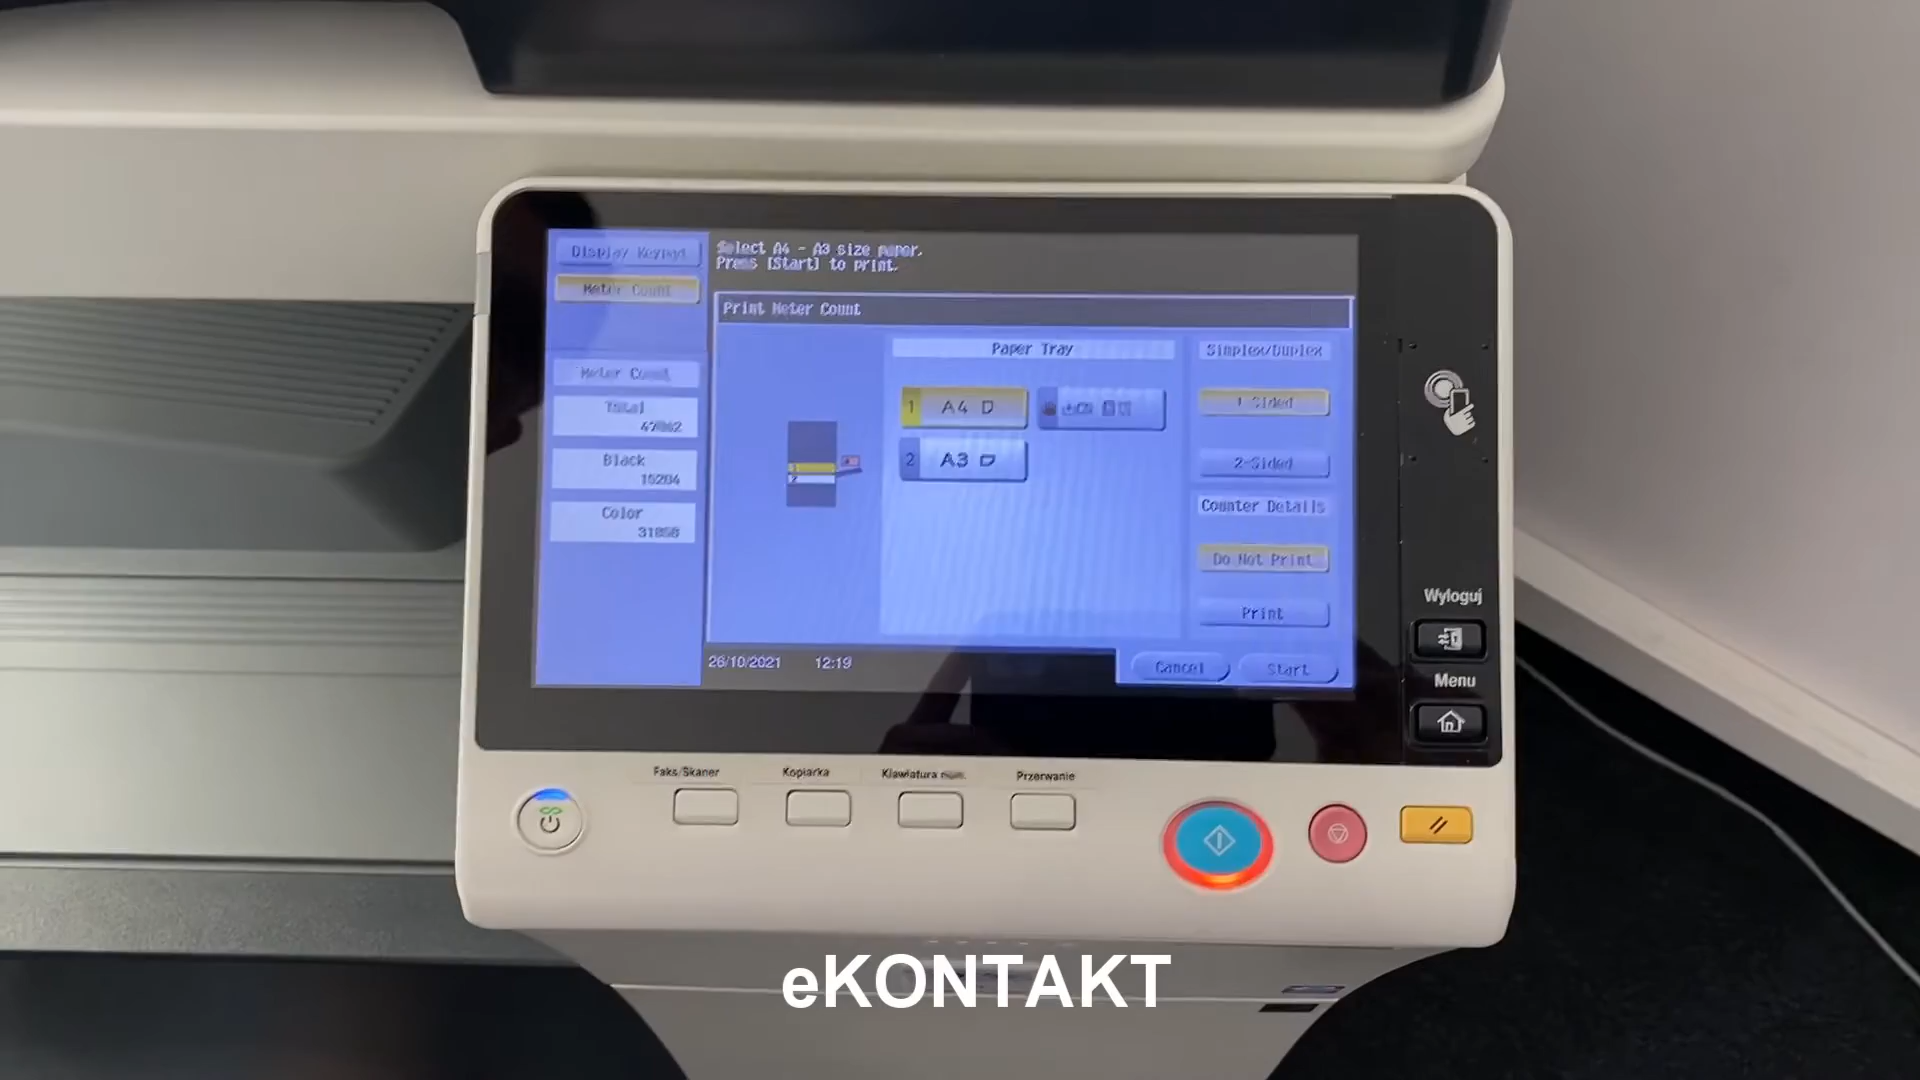 Display Keypad
Meter Count
Select A4 - A3 size paper.
Press [Start] to print.
Print Meter Count
Meter Count
Total
Black
15204
Color
31858
Paper Tray
1 A4
2 A3
Simplex/Duplex
1 Sided
2-Sided
Counter Details
Do Not Print
Print
26/10/2021 12:19
Cancel
Start
Wyloguj
Menu
Faks/Skaner
Kopiarka
Klawiatura num.
Przerwanie
eKONTAKT